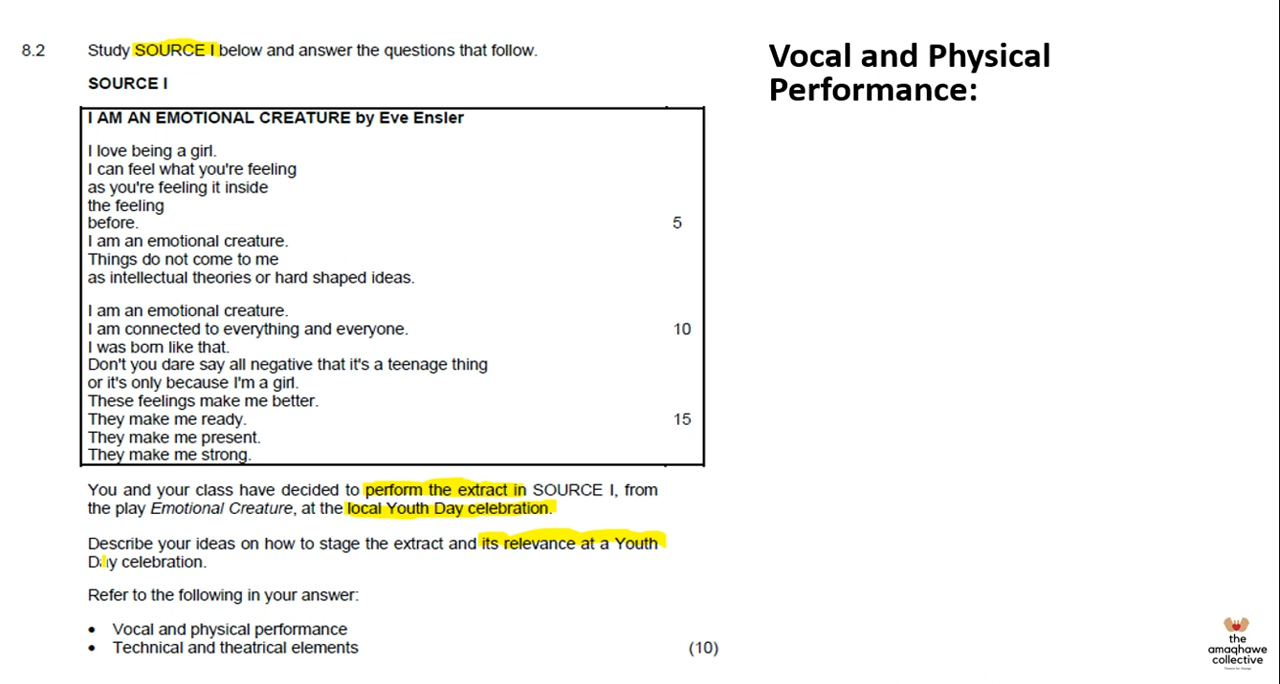 8.2 Study SOURCE I below and answer the questions that follow.
SOURCE I
I AM AN EMOTIONAL CREATURE by Eve Ensler
I love being a girl.
I can feel what you're feeling
as you're feeling it inside
the feeling
before. 5
I am an emotional creature.
Things do not come to me
as intellectual theories or hard shaped ideas.
I am an emotional creature.
I am connected to everything and everyone. 10
I was born like that.
Don't you dare say all negative that it's a teenage thing
or it's only because I'm a girl.
These feelings make me better.
They make me ready. 15
They make me present.
They make me strong.
You and your class have decided to perform the extract in SOURCE I, from
the play Emotional Creature, at the local Youth Day celebration.
Describe your ideas on how to stage the extract and its relevance at a Youth
Day celebration.
Refer to the following in your answer:
• Vocal and physical performance
• Technical and theatrical elements (10)
Vocal and Physical
Performance:
the
amaqhawe
collective